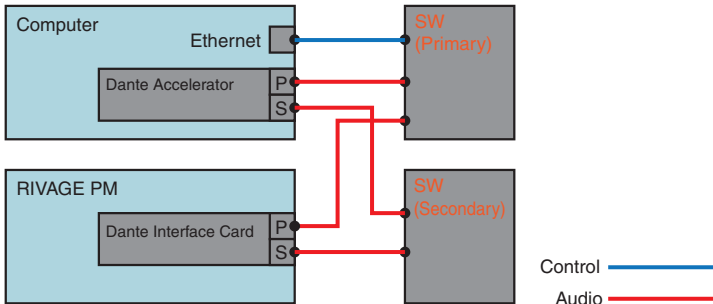 Computer
Ethernet
Dante Accelerator
P
S
SW
(Primary)
RIVAGE PM
Dante Interface Card
P
S
SW
(Secondary)
Control
Audio